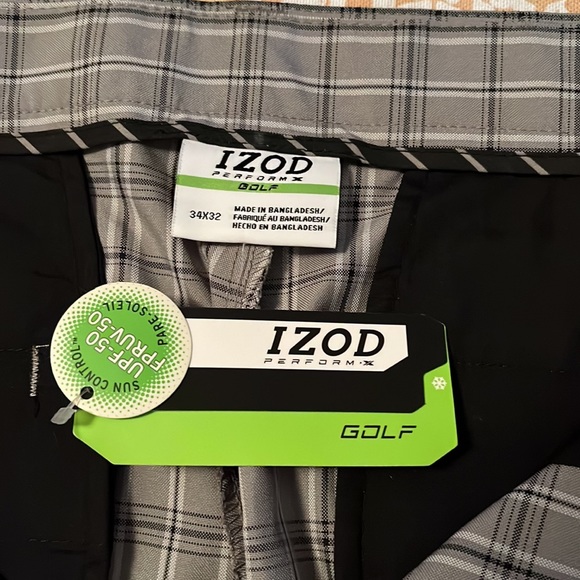 IZOD
PERFORM X
GOLF
34X32
MADE IN BANGLADESH/
FABRIQUÉ AU BANGLADESH/
HECHO EN BANGLADESH
SUN CONTROL™
UPF 50
FPRUV-50
PARE SOLEIL
IZOD
PERFORM•X
GOLF